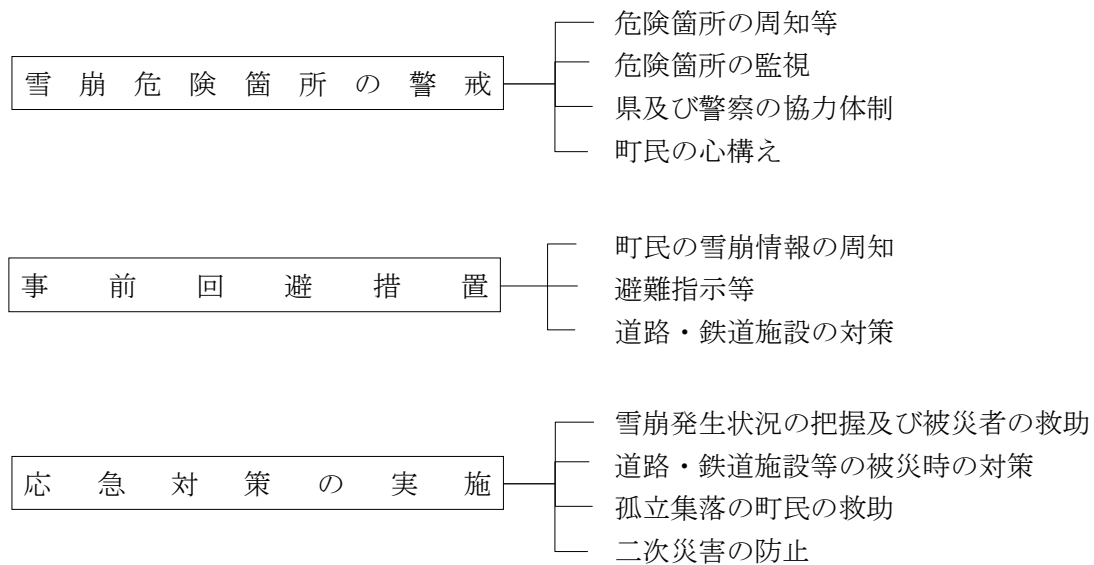 雪崩危険箇所の警戒
危険箇所の周知等
危険箇所の監視
県及び警察の協力体制
町民の心構え
事前回避措置
町民の雪崩情報の周知
避難指示等
道路・鉄道施設の対策
応急対策の実施
雪崩発生状況の把握及び被災者の救助
道路・鉄道施設等の被災時の対策
孤立集落の町民の救助
二次災害の防止